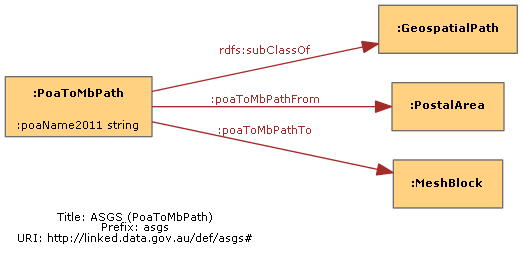 :GeospatialPath
rdfs:subClassOf
:PoaToMbPath
:poaToMbPathFrom
:PostalArea
:poaName2011 string
:poaToMbPathTo
:MeshBlock
Title: ASGS (PoaToMbPath)
Prefix: asgs
URI: http://linked.data.gov.au/def/asgs#